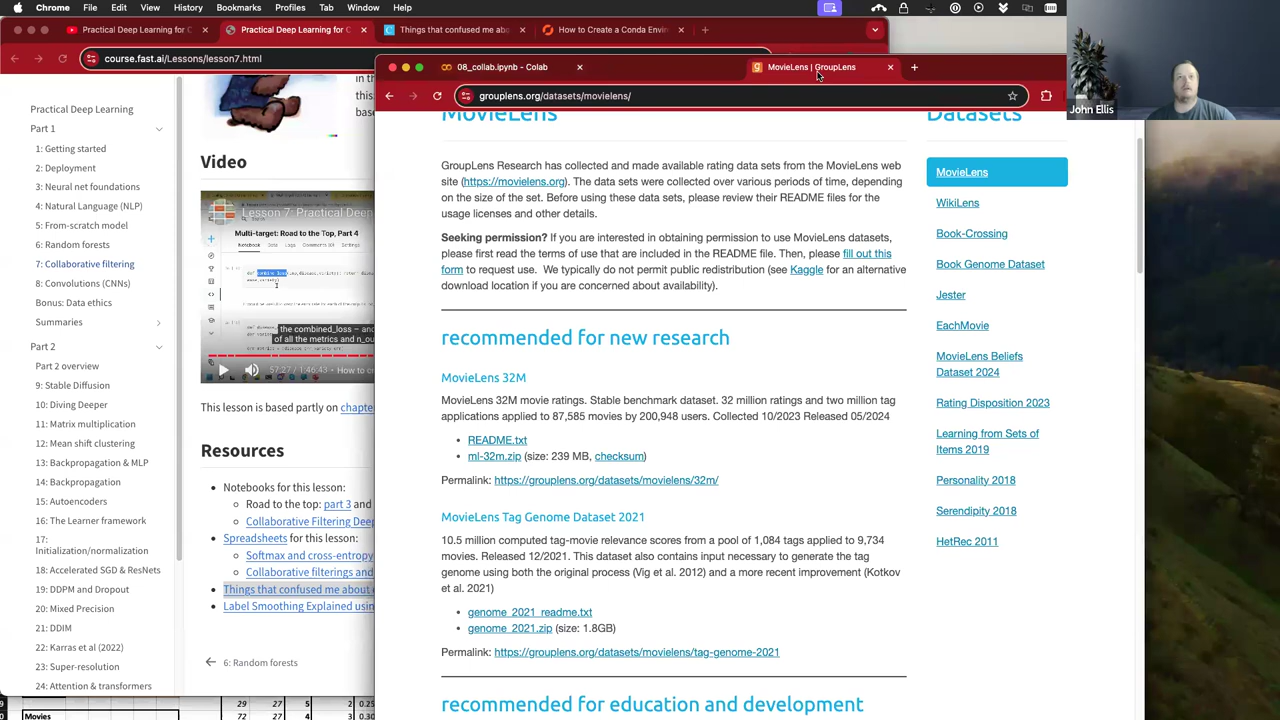 Chrome File Edit View History Bookmarks Profiles Tab Window Help
Practical Deep Learning for C
Practical Deep Learning for C
Things that confused me abo
How to Create a Conda Envir
course.fast.ai/Lessons/lesson7.html
08_collab.ipynb - Colab
MovieLens | GroupLens
grouplens.org/datasets/movielens/
John Ellis
Practical Deep Learning
Part 1
1: Getting started
2: Deployment
3: Neural net foundations
4: Natural Language (NLP)
5: From-scratch model
6: Random forests
7: Collaborative filtering
8: Convolutions (CNNs)
Bonus: Data ethics
Summaries
Part 2
Part 2 overview
9: Stable Diffusion
10: Diving Deeper
11: Matrix multiplication
12: Mean shift clustering
13: Backpropagation & MLP
14: Backpropagation
15: Autoencoders
16: The Learner framework
17:
Initialization/normalization
18: Accelerated SGD & ResNets
19: DDPM and Dropout
20: Mixed Precision
21: DDIM
22: Karras et al (2022)
23: Super-resolution
24: Attention & transformers
in th
this:
base
Video
Lesson 7: Practical Deep
Multi-target: Road to the Top, Part 4
the combined_loss – and
of all the metrics and n_ou
57:27 / 1:46:43 • How to c
This lesson is based partly on chapte
Resources
Notebooks for this lesson:
Road to the top: part 3 and
Collaborative Filtering Deep
Spreadsheets for this lesson:
Softmax and cross-entropy
Collaborative filterings and
Things that confused me about
Label Smoothing Explained usin
6: Random forests
29 27 5 2 0.25
Movies 72 27 4 3 0.30
MovieLens
GroupLens Research has collected and made available rating data sets from the MovieLens web
site (https://movielens.org). The data sets were collected over various periods of time, depending
on the size of the set. Before using these data sets, please review their README files for the
usage licenses and other details.
Seeking permission? If you are interested in obtaining permission to use MovieLens datasets,
please first read the terms of use that are included in the README file. Then, please fill out this
form to request use. We typically do not permit public redistribution (see Kaggle for an alternative
download location if you are concerned about availability).
recommended for new research
MovieLens 32M
MovieLens 32M movie ratings. Stable benchmark dataset. 32 million ratings and two million tag
applications applied to 87,585 movies by 200,948 users. Collected 10/2023 Released 05/2024
README.txt
ml-32m.zip (size: 239 MB, checksum)
Permalink: https://grouplens.org/datasets/movielens/32m/
MovieLens Tag Genome Dataset 2021
10.5 million computed tag-movie relevance scores from a pool of 1,084 tags applied to 9,734
movies. Released 12/2021. This dataset also contains input necessary to generate the tag
genome using both the original process (Vig et al. 2012) and a more recent improvement (Kotkov
et al. 2021)
genome_2021_readme.txt
genome_2021.zip (size: 1.8GB)
Permalink: https://grouplens.org/datasets/movielens/tag-genome-2021
recommended for education and development
Datasets
MovieLens
WikiLens
Book-Crossing
Book Genome Dataset
Jester
EachMovie
MovieLens Beliefs
Dataset 2024
Rating Disposition 2023
Learning from Sets of
Items 2019
Personality 2018
Serendipity 2018
HetRec 2011